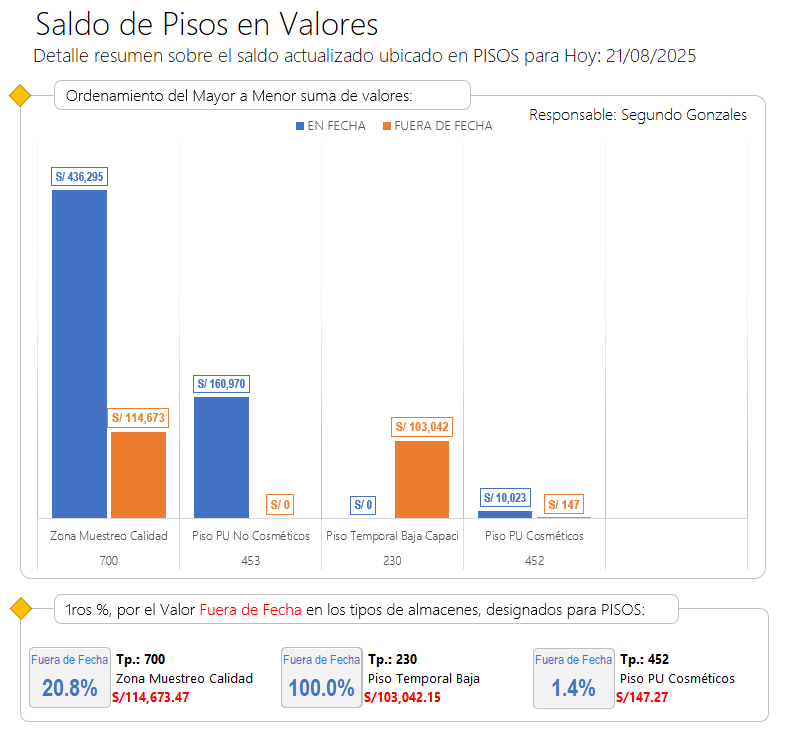 Saldo de Pisos en Valores
Detalle resumen sobre el saldo actualizado ubicado en PISOS para Hoy: 21/08/2025
Ordenamiento del Mayor a Menor suma de valores:
Responsable: Segundo Gonzales
EN FECHA FUERA DE FECHA
S/ 436,295
S/ 114,673
S/ 160,970
S/ 0
S/ 0
S/ 103,042
S/ 10,023
S/ 147
Zona Muestreo Calidad Piso PU No Cosméticos Piso Temporal Baja Capaci Piso PU Cosméticos
700 453 230 452
1ros %, por el Valor Fuera de Fecha en los tipos de almacenes, designados para PISOS:
Fuera de Fecha
20.8%
Tp.: 700
Zona Muestreo Calidad
S/114,673.47
Fuera de Fecha
100.0%
Tp.: 230
Piso Temporal Baja
S/103,042.15
Fuera de Fecha
1.4%
Tp.: 452
Piso PU Cosméticos
S/147.27